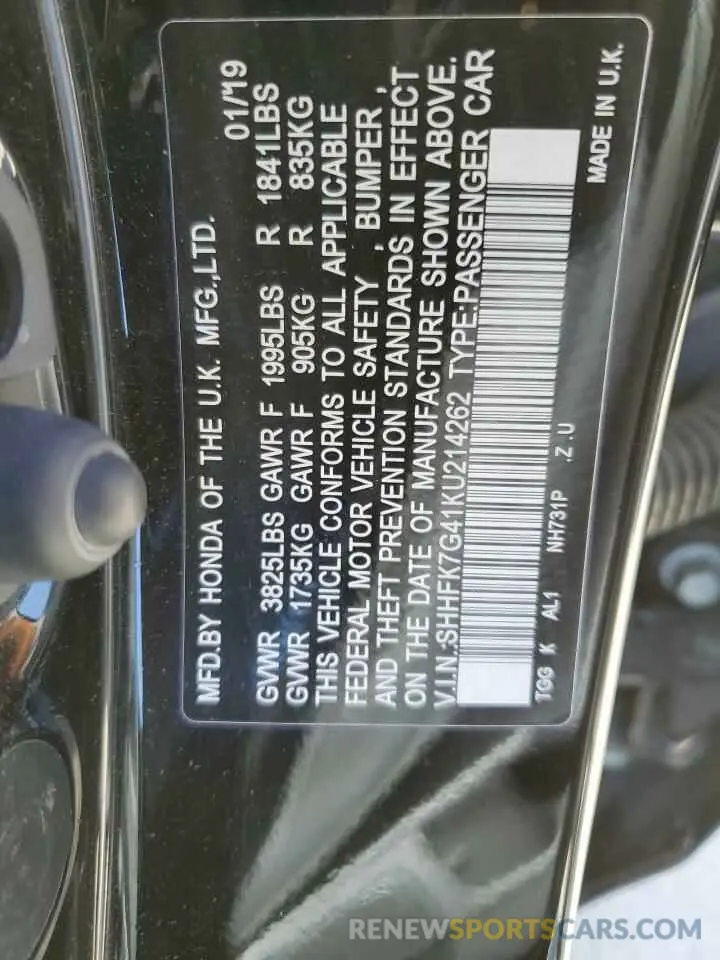 MFD.BY HONDA OF THE U.K. MFG.,LTD. 01/19
GVWR 3825LBS GAWR F 1995LBS R 1841LBS
GVWR 1735KG GAWR F 905KG R 835KG
THIS VEHICLE CONFORMS TO ALL APPLICABLE
FEDERAL MOTOR VEHICLE SAFETY , BUMPER ,
AND THEFT PREVENTION STANDARDS IN EFFECT
ON THE DATE OF MANUFACTURE SHOWN ABOVE.
V.I.N.:SHHFK7G41KU214262 TYPE:PASSENGER CAR
TGG K AL1 NH731P .Z.U
MADE IN U.K.
RENEWSPORTSCARS.COM